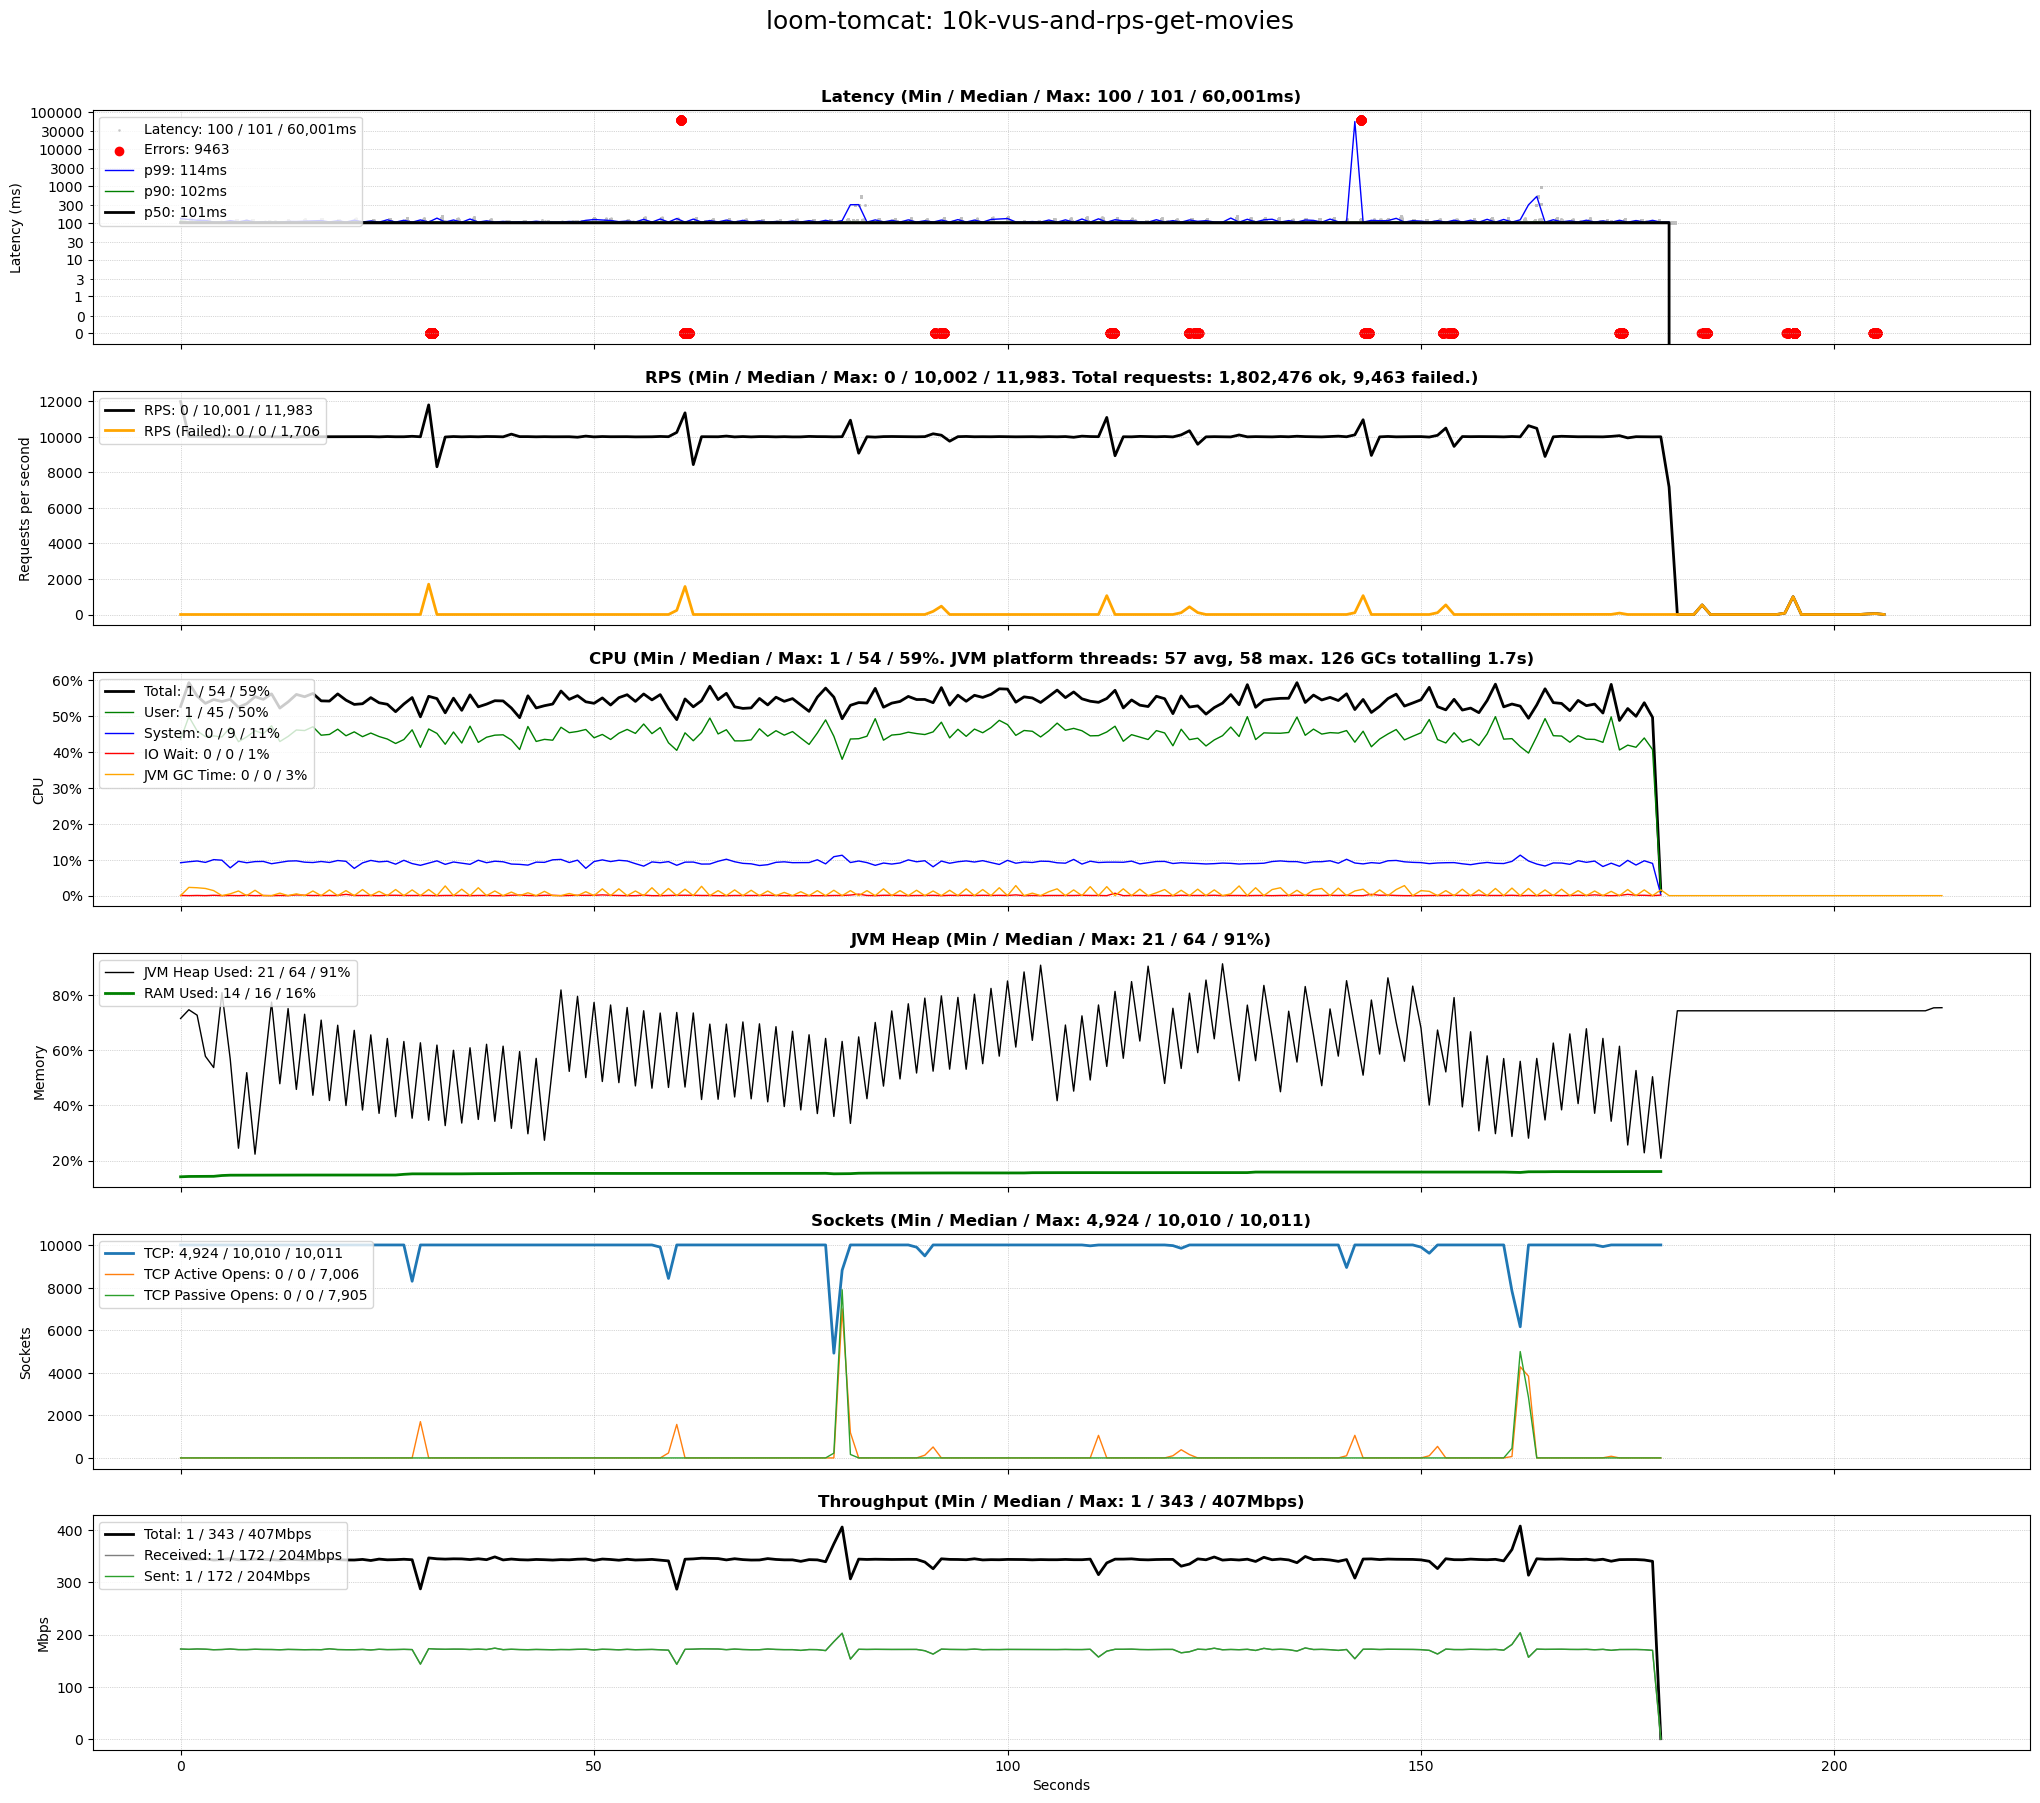 loom-tomcat: 10k-vus-and-rps-get-movies
Latency (Min / Median / Max: 100 / 101 / 60,001ms)
Latency (ms)
100000
30000
10000
3000
1000
300
100
30
10
3
1
0
0
Latency: 100 / 101 / 60,001ms
Errors: 9463
p99: 114ms
p90: 102ms
p50: 101ms
RPS (Min / Median / Max: 0 / 10,002 / 11,983. Total requests: 1,802,476 ok, 9,463 failed.)
Requests per second
12000
10000
8000
6000
4000
2000
0
RPS: 0 / 10,001 / 11,983
RPS (Failed): 0 / 0 / 1,706
CPU (Min / Median / Max: 1 / 54 / 59%. JVM platform threads: 57 avg, 58 max. 126 GCs totalling 1.7s)
CPU
60%
50%
40%
30%
20%
10%
0%
Total: 1 / 54 / 59%
User: 1 / 45 / 50%
System: 0 / 9 / 11%
IO Wait: 0 / 0 / 1%
JVM GC Time: 0 / 0 / 3%
JVM Heap (Min / Median / Max: 21 / 64 / 91%)
Memory
80%
60%
40%
20%
JVM Heap Used: 21 / 64 / 91%
RAM Used: 14 / 16 / 16%
Sockets (Min / Median / Max: 4,924 / 10,010 / 10,011)
Sockets
10000
8000
6000
4000
2000
0
TCP: 4,924 / 10,010 / 10,011
TCP Active Opens: 0 / 0 / 7,006
TCP Passive Opens: 0 / 0 / 7,905
Throughput (Min / Median / Max: 1 / 343 / 407Mbps)
Mbps
400
300
200
100
0
Total: 1 / 343 / 407Mbps
Received: 1 / 172 / 204Mbps
Sent: 1 / 172 / 204Mbps
0 50 100 150 200
Seconds